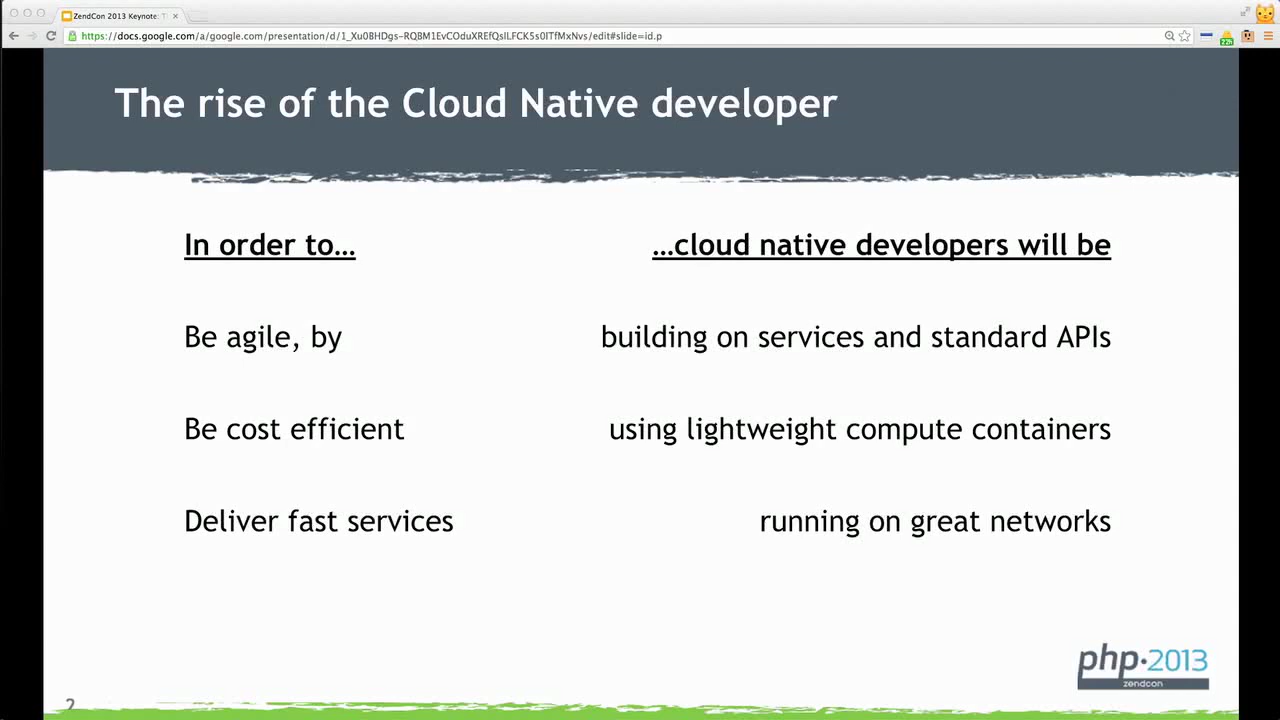 ZendCon 2013 Keynote: T
https://docs.google.com/a/google.com/presentation/d/1_Xu0BHDgs-RQBM1EvCOduXREfQslLFCK5s0ITfMxNvs/edit#slide=id.p
The rise of the Cloud Native developer
In order to…
…cloud native developers will be
Be agile, by
building on services and standard APIs
Be cost efficient
using lightweight compute containers
Deliver fast services
running on great networks
php·2013
zendcon
2